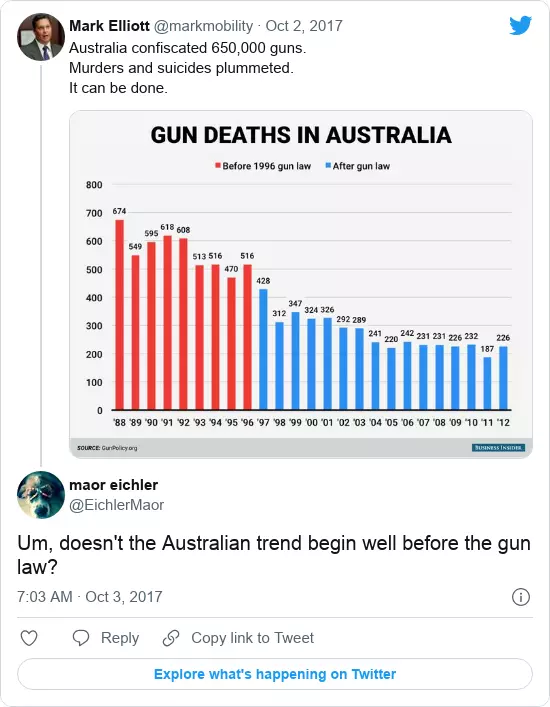 Mark Elliott @markmobility · Oct 2, 2017
Australia confiscated 650,000 guns.
Murders and suicides plummeted.
It can be done.
GUN DEATHS IN AUSTRALIA
Before 1996 gun law After gun law
800
700
600
500
400
300
200
100
0
674 549 595 618 608 513 516 470 516 428 312 347 324 326 292 289 241 220 242 231 231 226 232 187 226
'88 '89 '90 '91 '92 '93 '94 '95 '96 '97 '98 '99 '00 '01 '02 '03 '04 '05 '06 '07 '08 '09 '10 '11 '12
SOURCE: GunPolicy.org BUSINESS INSIDER
maor eichler
@EichlerMaor
Um, doesn't the Australian trend begin well before the gun
law?
7:03 AM · Oct 3, 2017
Reply Copy link to Tweet
Explore what's happening on Twitter